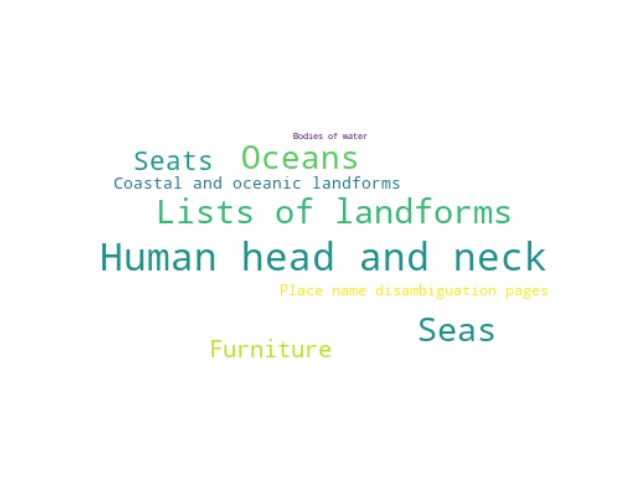 Bodies of water
Seats
Oceans
Coastal and oceanic landforms
Lists of landforms
Human head and neck
Place name disambiguation pages
Seas
Furniture